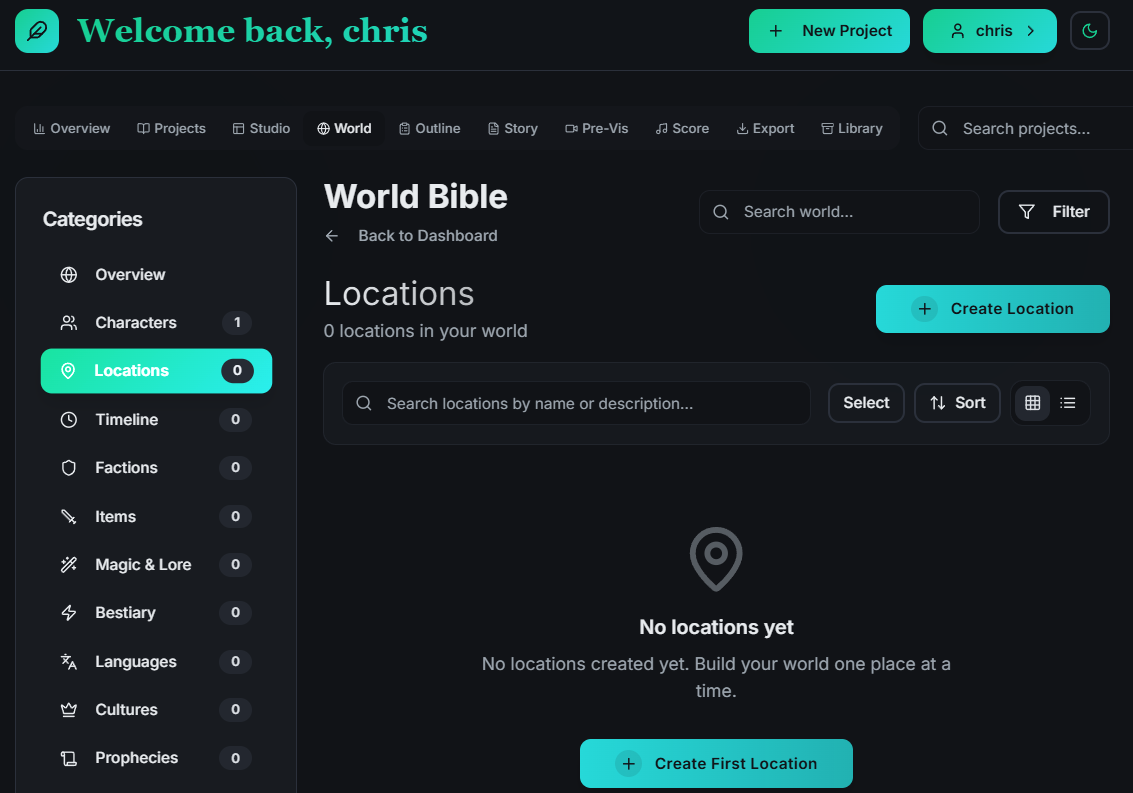 Welcome back, chris
New Project
chris
Overview
Projects
Studio
World
Outline
Story
Pre-Vis
Score
Export
Library
Search projects...
Categories
Overview
Characters 1
Locations 0
Timeline 0
Factions 0
Items 0
Magic & Lore 0
Bestiary 0
Languages 0
Cultures 0
Prophecies 0
World Bible
Back to Dashboard
Search world...
Filter
Locations
0 locations in your world
Create Location
Search locations by name or description...
Select
Sort
No locations yet
No locations created yet. Build your world one place at a
time.
Create First Location